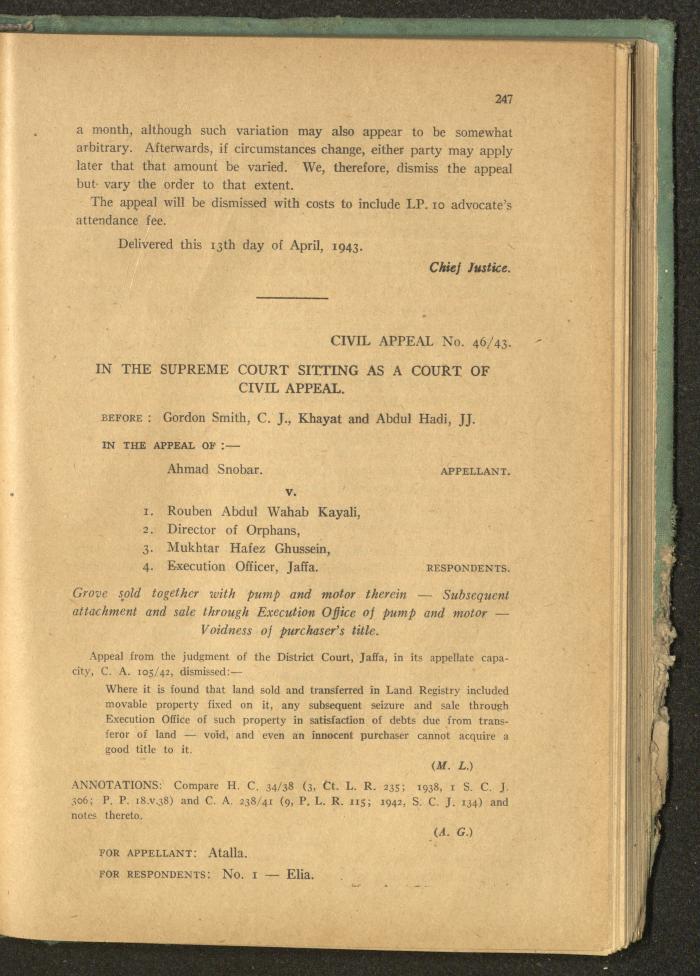 247
a month, although such variation may also appear to be somewhat
arbitrary. Afterwards, if circumstances change, either party may apply
later that that amount be varied. We, therefore, dismiss the appeal
but vary the order to that extent.
The appeal will be dismissed with costs to include LP. 10 advocate's
attendance fee.
Delivered this 13th day of April, 1943.
Chief Justice.
CIVIL APPEAL No. 46/43.
IN THE SUPREME COURT SITTING AS A COURT OF
CIVIL APPEAL.
BEFORE : Gordon Smith, C. J., Khayat and Abdul Hadi, JJ.
IN THE APPEAL OF :—
Ahmad Snobar. APPELLANT.
v.
1. Rouben Abdul Wahab Kayali,
2. Director of Orphans,
3. Mukhtar Hafez Ghussein,
4. Execution Officer, Jaffa. RESPONDENTS.
Grove sold together with pump and motor therein — Subsequent
attachment and sale through Execution Office of pump and motor —
Voidness of purchaser's title.
Appeal from the judgment of the District Court, Jaffa, in its appellate capa-
city, C. A. 105/42, dismissed:—
Where it is found that land sold and transferred in Land Registry included
movable property fixed on it, any subsequent seizure and sale through
Execution Office of such property in satisfaction of debts due from trans-
feror of land — void, and even an innocent purchaser cannot acquire a
good title to it.
(M. L.)
ANNOTATIONS: Compare H. C. 34/38 (3, Ct. L. R. 235; 1938, 1 S. C. J.
306; P. P. 18.v.38) and C. A. 238/41 (9, P. L. R. 115; 1942, S. C. J. 134) and
notes thereto.
(A. G.)
FOR APPELLANT: Atalla.
FOR RESPONDENTS: No. 1 — Elia.